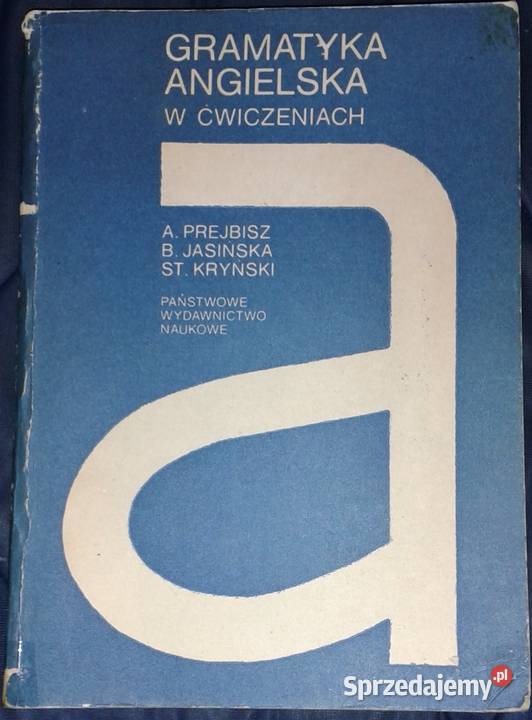 GRAMATYKA
ANGIELSKA
W ĆWICZENIACH
A. PREJBISZ
B. JASIŃSKA
ST. KRYŃSKI
PAŃSTWOWE
WYDAWNICTWO
NAUKOWE
a
Sprzedajemy.pl